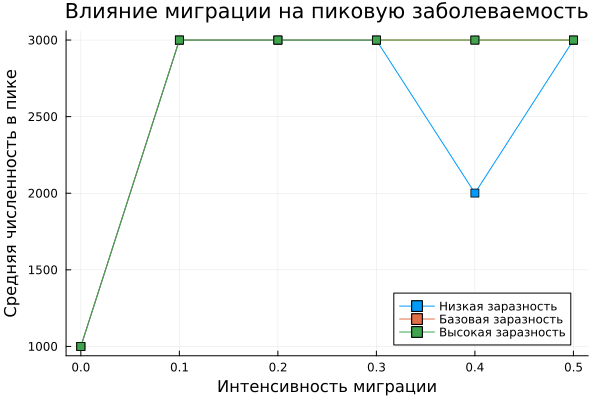 Влияние миграции на пиковую заболеваемость
Средняя численность в пике
3000
2500
2000
1500
1000
0.0 0.1 0.2 0.3 0.4 0.5
Интенсивность миграции
Низкая заразность
Базовая заразность
Высокая заразность